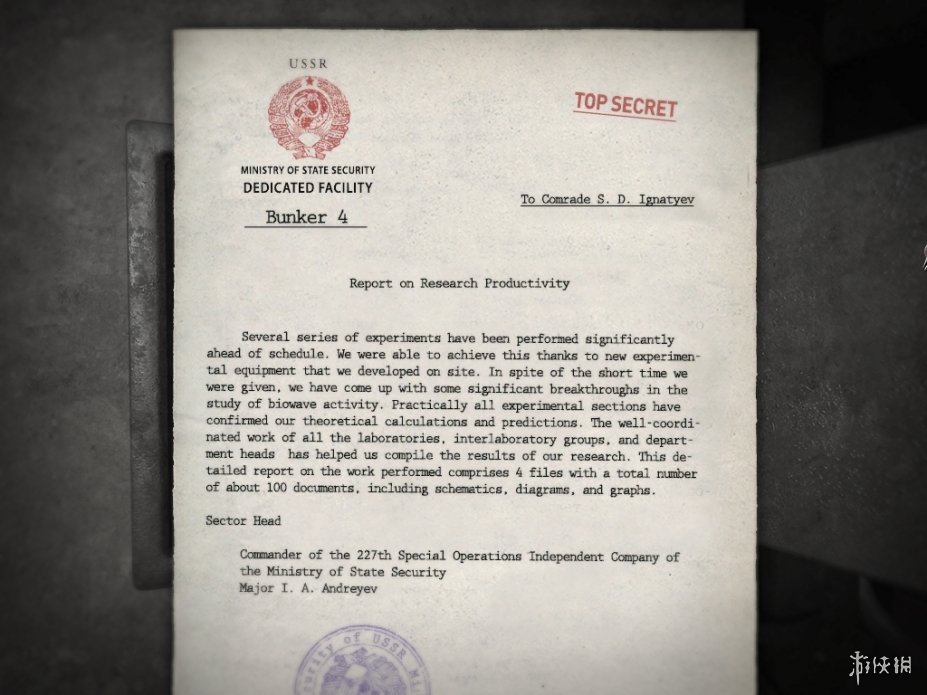 USSR
TOP SECRET
MINISTRY OF STATE SECURITY
DEDICATED FACILITY
Bunker 4
To Comrade S. D. Ignatyev
Report on Research Productivity
Several series of experiments have been performed significantly
ahead of schedule. We were able to achieve this thanks to new experimen-
tal equipment that we developed on site. In spite of the short time we
were given, we have come up with some significant breakthroughs in the
study of biowave activity. Practically all experimental sections have
confirmed our theoretical calculations and predictions. The well-coordi-
nated work of all the laboratories, interlaboratory groups, and depart-
ment heads has helped us compile the results of our research. This de-
tailed report on the work performed comprises 4 files with a total number
of about 100 documents, including schematics, diagrams, and graphs.
Sector Head
Commander of the 227th Special Operations Independent Company of
the Ministry of State Security
Major I. A. Andreyev
of USSR
游侠网